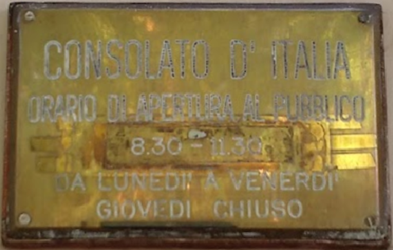 CONSOLATO D' ITALIA
ORARIO DI APERTURA AL PUBBLICO
8.30 - 11.30
DA LUNEDI' A VENERDI'
GIOVEDI CHIUSO